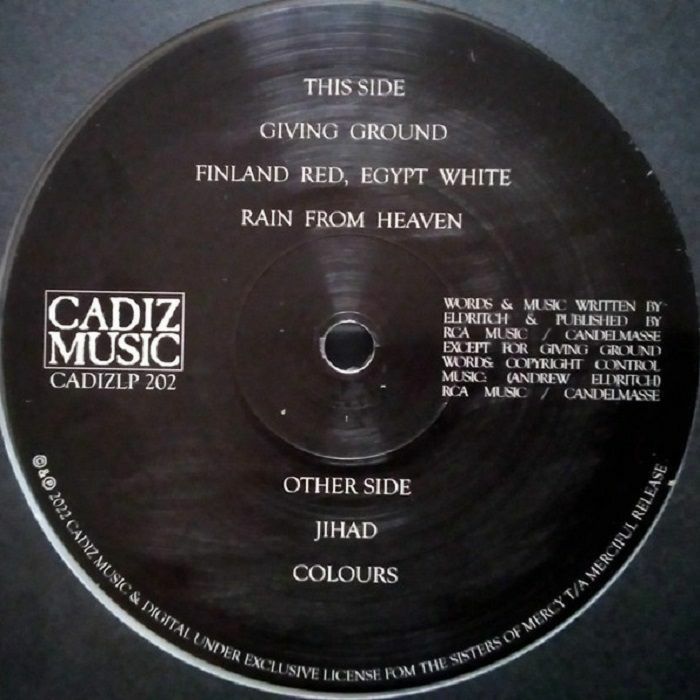 THIS SIDE
GIVING GROUND
FINLAND RED, EGYPT WHITE
RAIN FROM HEAVEN
CADIZ
MUSIC
CADIZLP 202
WORDS & MUSIC WRITTEN BY
ELDRITCH & PUBLISHED BY
RCA MUSIC / CANDELMASSE
EXCEPT FOR GIVING GROUND
WORDS: COPYRIGHT CONTROL
MUSIC: (ANDREW ELDRITCH)
RCA MUSIC / CANDELMASSE
OTHER SIDE
JIHAD
COLOURS
©&℗ 2022 CADIZ MUSIC & DIGITAL UNDER EXCLUSIVE LICENSE FOM THE SISTERS OF MERCY T/A MERCIFUL RELEASE